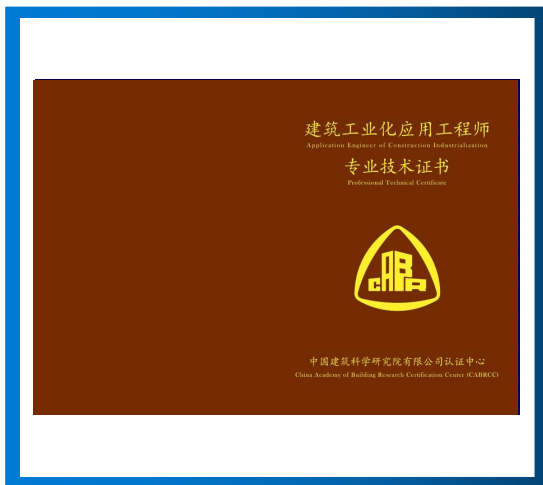 建筑工业化应用工程师
Application Engineer of Construction Industrialization
专业技术证书
Professional Technical Certificate
CABR
中国建筑科学研究院有限公司认证中心
China Academy of Building Research Certification Center (CABRCC)